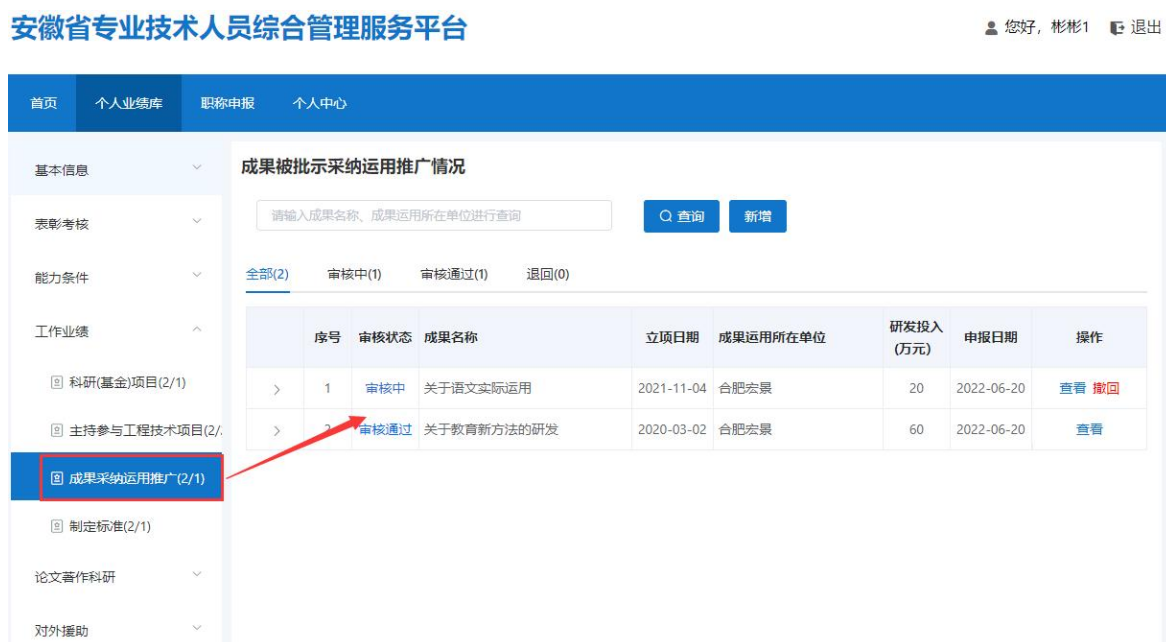 安徽省专业技术人员综合管理服务平台
您好，彬彬1 退出
首页 个人业绩库 职称申报 个人中心
基本信息
表彰考核
能力条件
工作业绩
科研(基金)项目(2/1)
主持参与工程技术项目(2/
成果采纳运用推广(2/1)
制定标准(2/1)
论文著作科研
对外援助
成果被批示采纳运用推广情况
请输入成果名称、成果运用所在单位进行查询 查询 新增
全部(2) 审核中(1) 审核通过(1) 退回(0)
序号 审核状态 成果名称 立项日期 成果运用所在单位 研发投入(万元) 申报日期 操作
1 审核中 关于语文实际运用 2021-11-04 合肥宏景 20 2022-06-20 查看 撤回
2 审核通过 关于教育新方法的研发 2020-03-02 合肥宏景 60 2022-06-20 查看